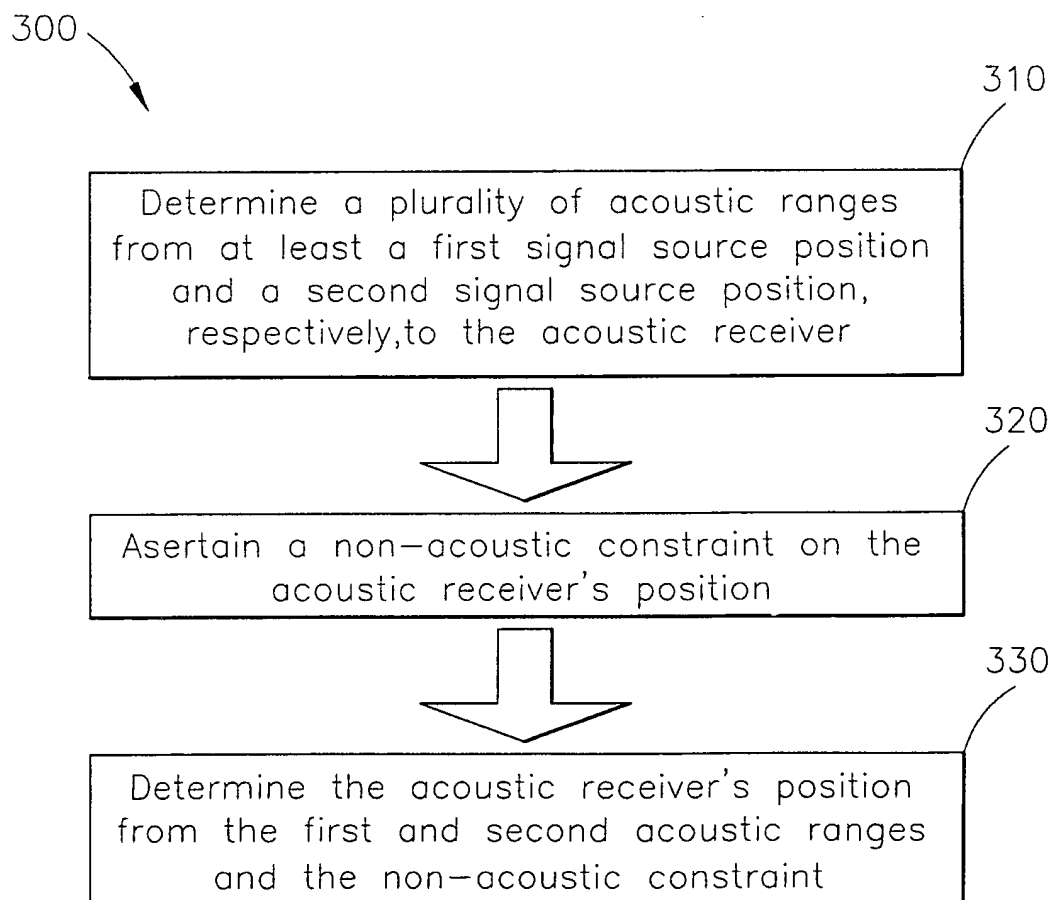 300
310
Determine a plurality of acoustic ranges
from at least a first signal source position
and a second signal source position,
respectively,to the acoustic receiver
320
Asertain a non-acoustic constraint on the
acoustic receiver's position
330
Determine the acoustic receiver's position
from the first and second acoustic ranges
and the non-acoustic constraint